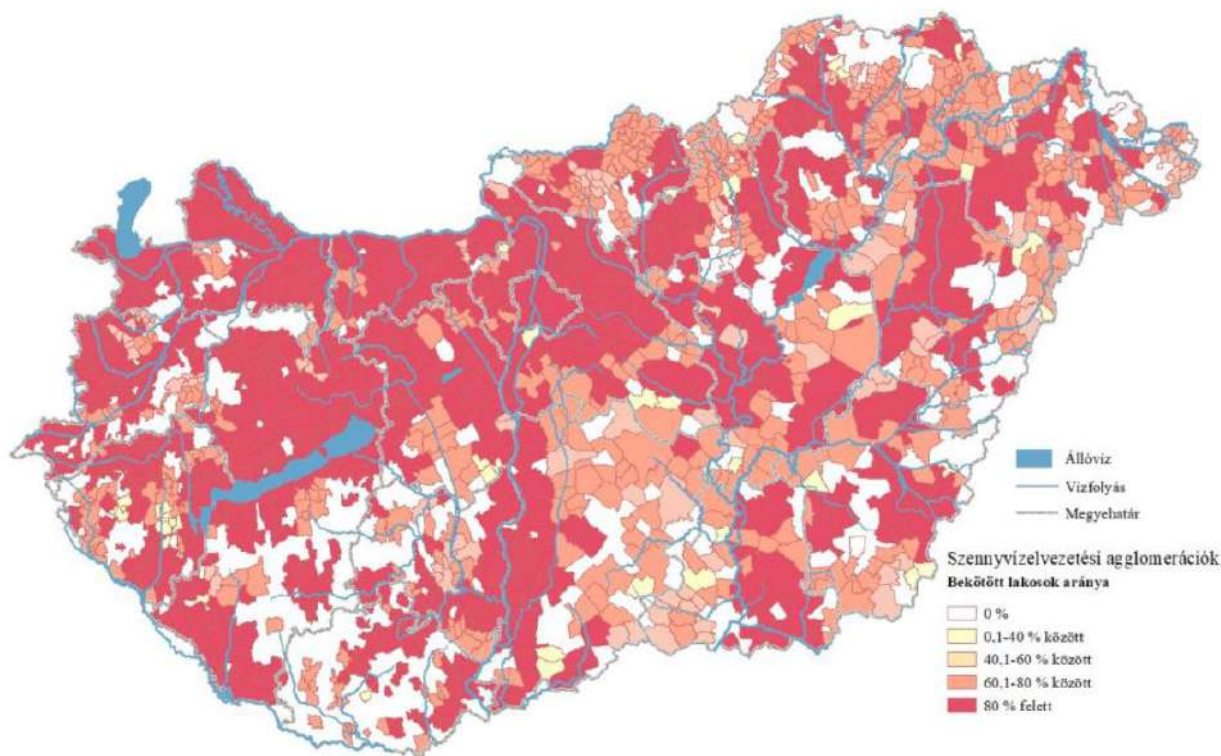 Állóvíz
Vízfolyás
Megyehatár
Szennyvízelvezetési agglomerációk
Bekötött lakosok aránya
0 %
0,1-40 % között
40,1-60 % között
60,1-80 % között
80 % felett